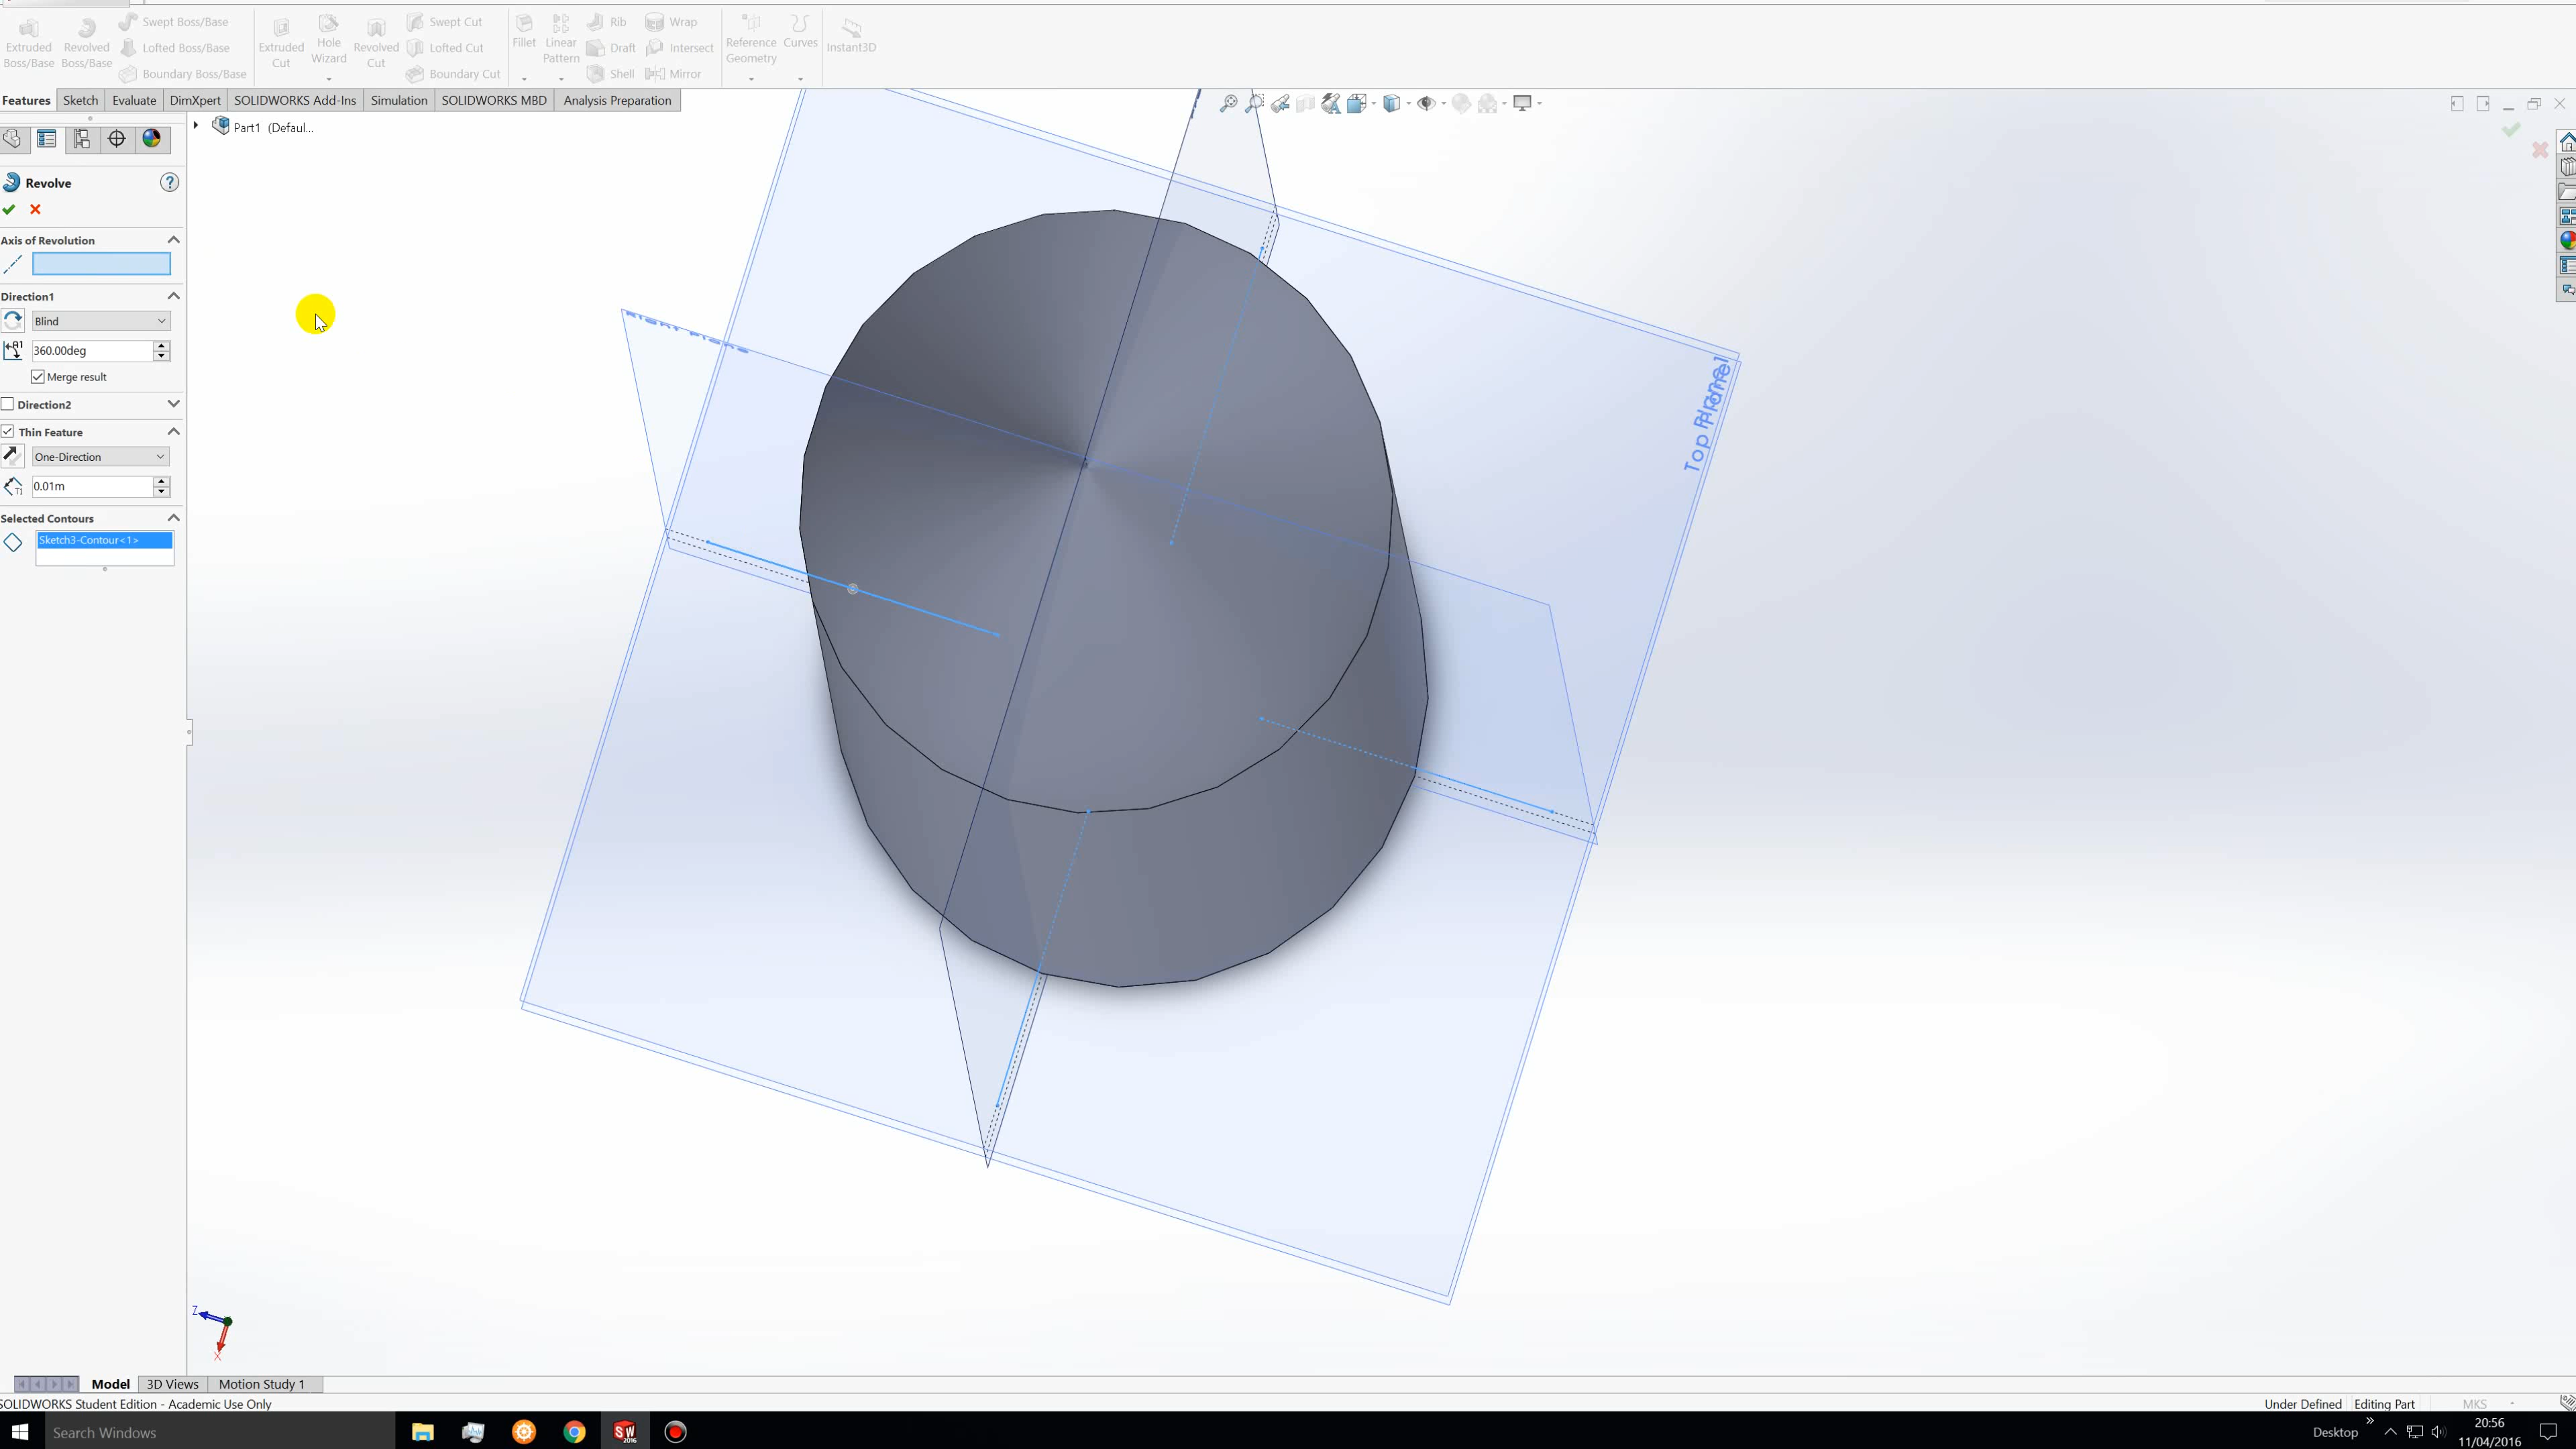 Extruded Boss/Base
Revolved Boss/Base
Swept Boss/Base
Lofted Boss/Base
Boundary Boss/Base
Extruded Cut
Hole Wizard
Revolved Cut
Swept Cut
Lofted Cut
Boundary Cut
Fillet
Linear Pattern
Rib
Draft
Shell
Wrap
Intersect
Mirror
Reference Geometry
Curves
Instant3D
Features
Sketch
Evaluate
DimXpert
SOLIDWORKS Add-Ins
Simulation
SOLIDWORKS MBD
Analysis Preparation
Part1 (Defaul...
Revolve
Axis of Revolution
Direction1
Blind
360.00deg
Merge result
Direction2
Thin Feature
One-Direction
0.01m
Selected Contours
Sketch3-Contour<1>
Top
Z
X
Model
3D Views
Motion Study 1
SOLIDWORKS Student Edition - Academic Use Only
Under Defined
Editing Part
MKS
Search Windows
SW
2016
Desktop
20:56
11/04/2016